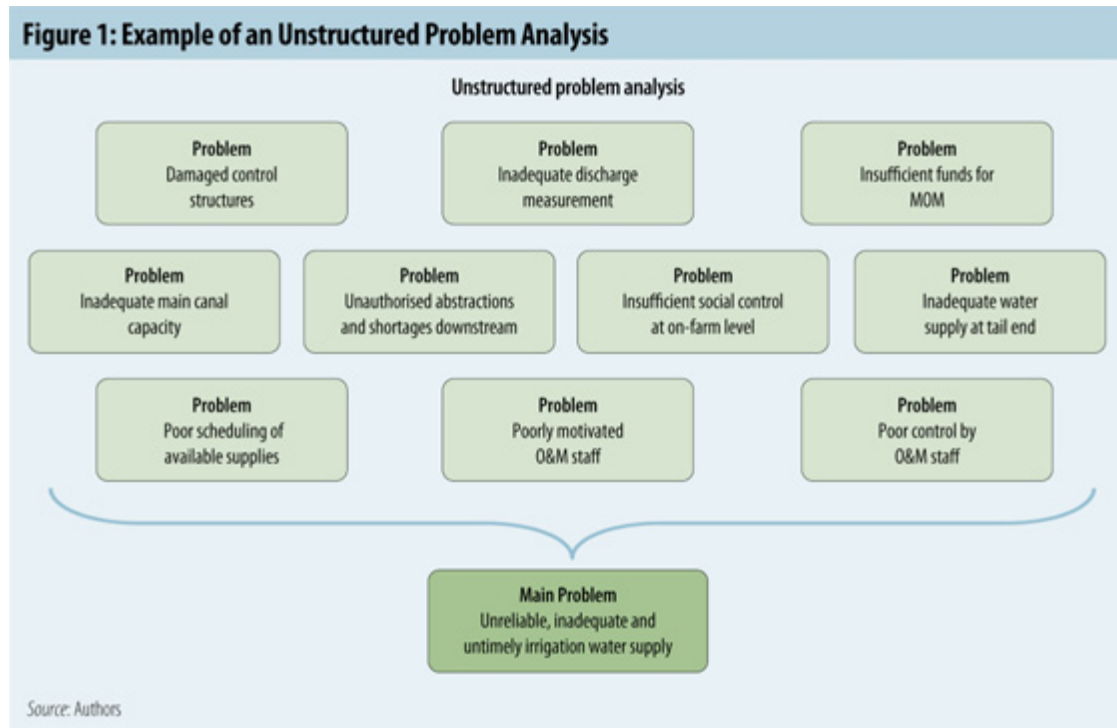 Figure 1: Example of an Unstructured Problem Analysis
Unstructured problem analysis
Problem
Damaged control
structures
Problem
Inadequate discharge
measurement
Problem
Insufficient funds for
MOM
Problem
Inadequate main canal
capacity
Problem
Unauthorised abstractions
and shortages downstream
Problem
Insufficient social control
at on-farm level
Problem
Inadequate water
supply at tail end
Problem
Poor scheduling of
available supplies
Problem
Poorly motivated
O&M staff
Problem
Poor control by
O&M staff
Main Problem
Unreliable, inadequate and
untimely irrigation water supply
Source: Authors